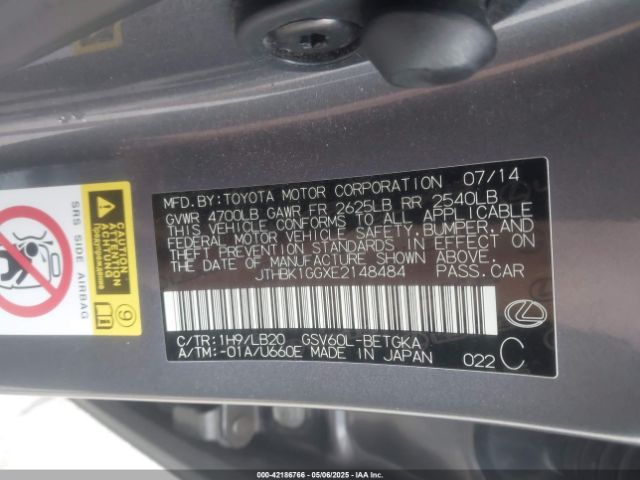 MFD. BY: TOYOTA MOTOR CORPORATION 07/14
GVWR 4700LB GAWR FR 2625LB RR 2540LB
THIS VEHICLE CONFORMS TO ALL APPLICABLE
FEDERAL MOTOR VEHICLE SAFETY, BUMPER, AND
THEFT PREVENTION STANDARDS IN EFFECT ON
THE DATE OF MANUFACTURE SHOWN ABOVE.
JTHBK1GGXE2148484 PASS. CAR
C/TR: 1H9/LB20 GSV60L-BETGKA
A/TM: -01A/U660E MADE IN JAPAN 022 C
SRS SIDE AIRBAG
CAUTION
ATTENTION
ACHTUNG
9
000-42186766 05/06/2025 IAA Inc.